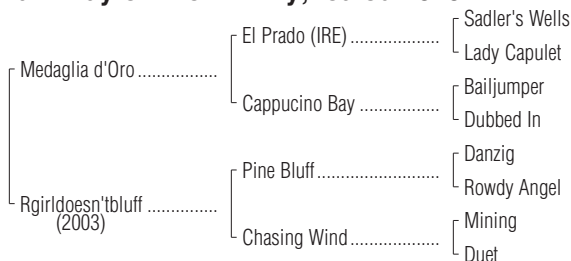 Sadler's Wells
El Prado (IRE)
Lady Capulet
Medaglia d'Oro
Bailjumper
Cappucino Bay
Dubbed In
Danzig
Pine Bluff
Rowdy Angel
Rgirldoesn'tbluff
(2003)
Mining
Chasing Wind
Duet